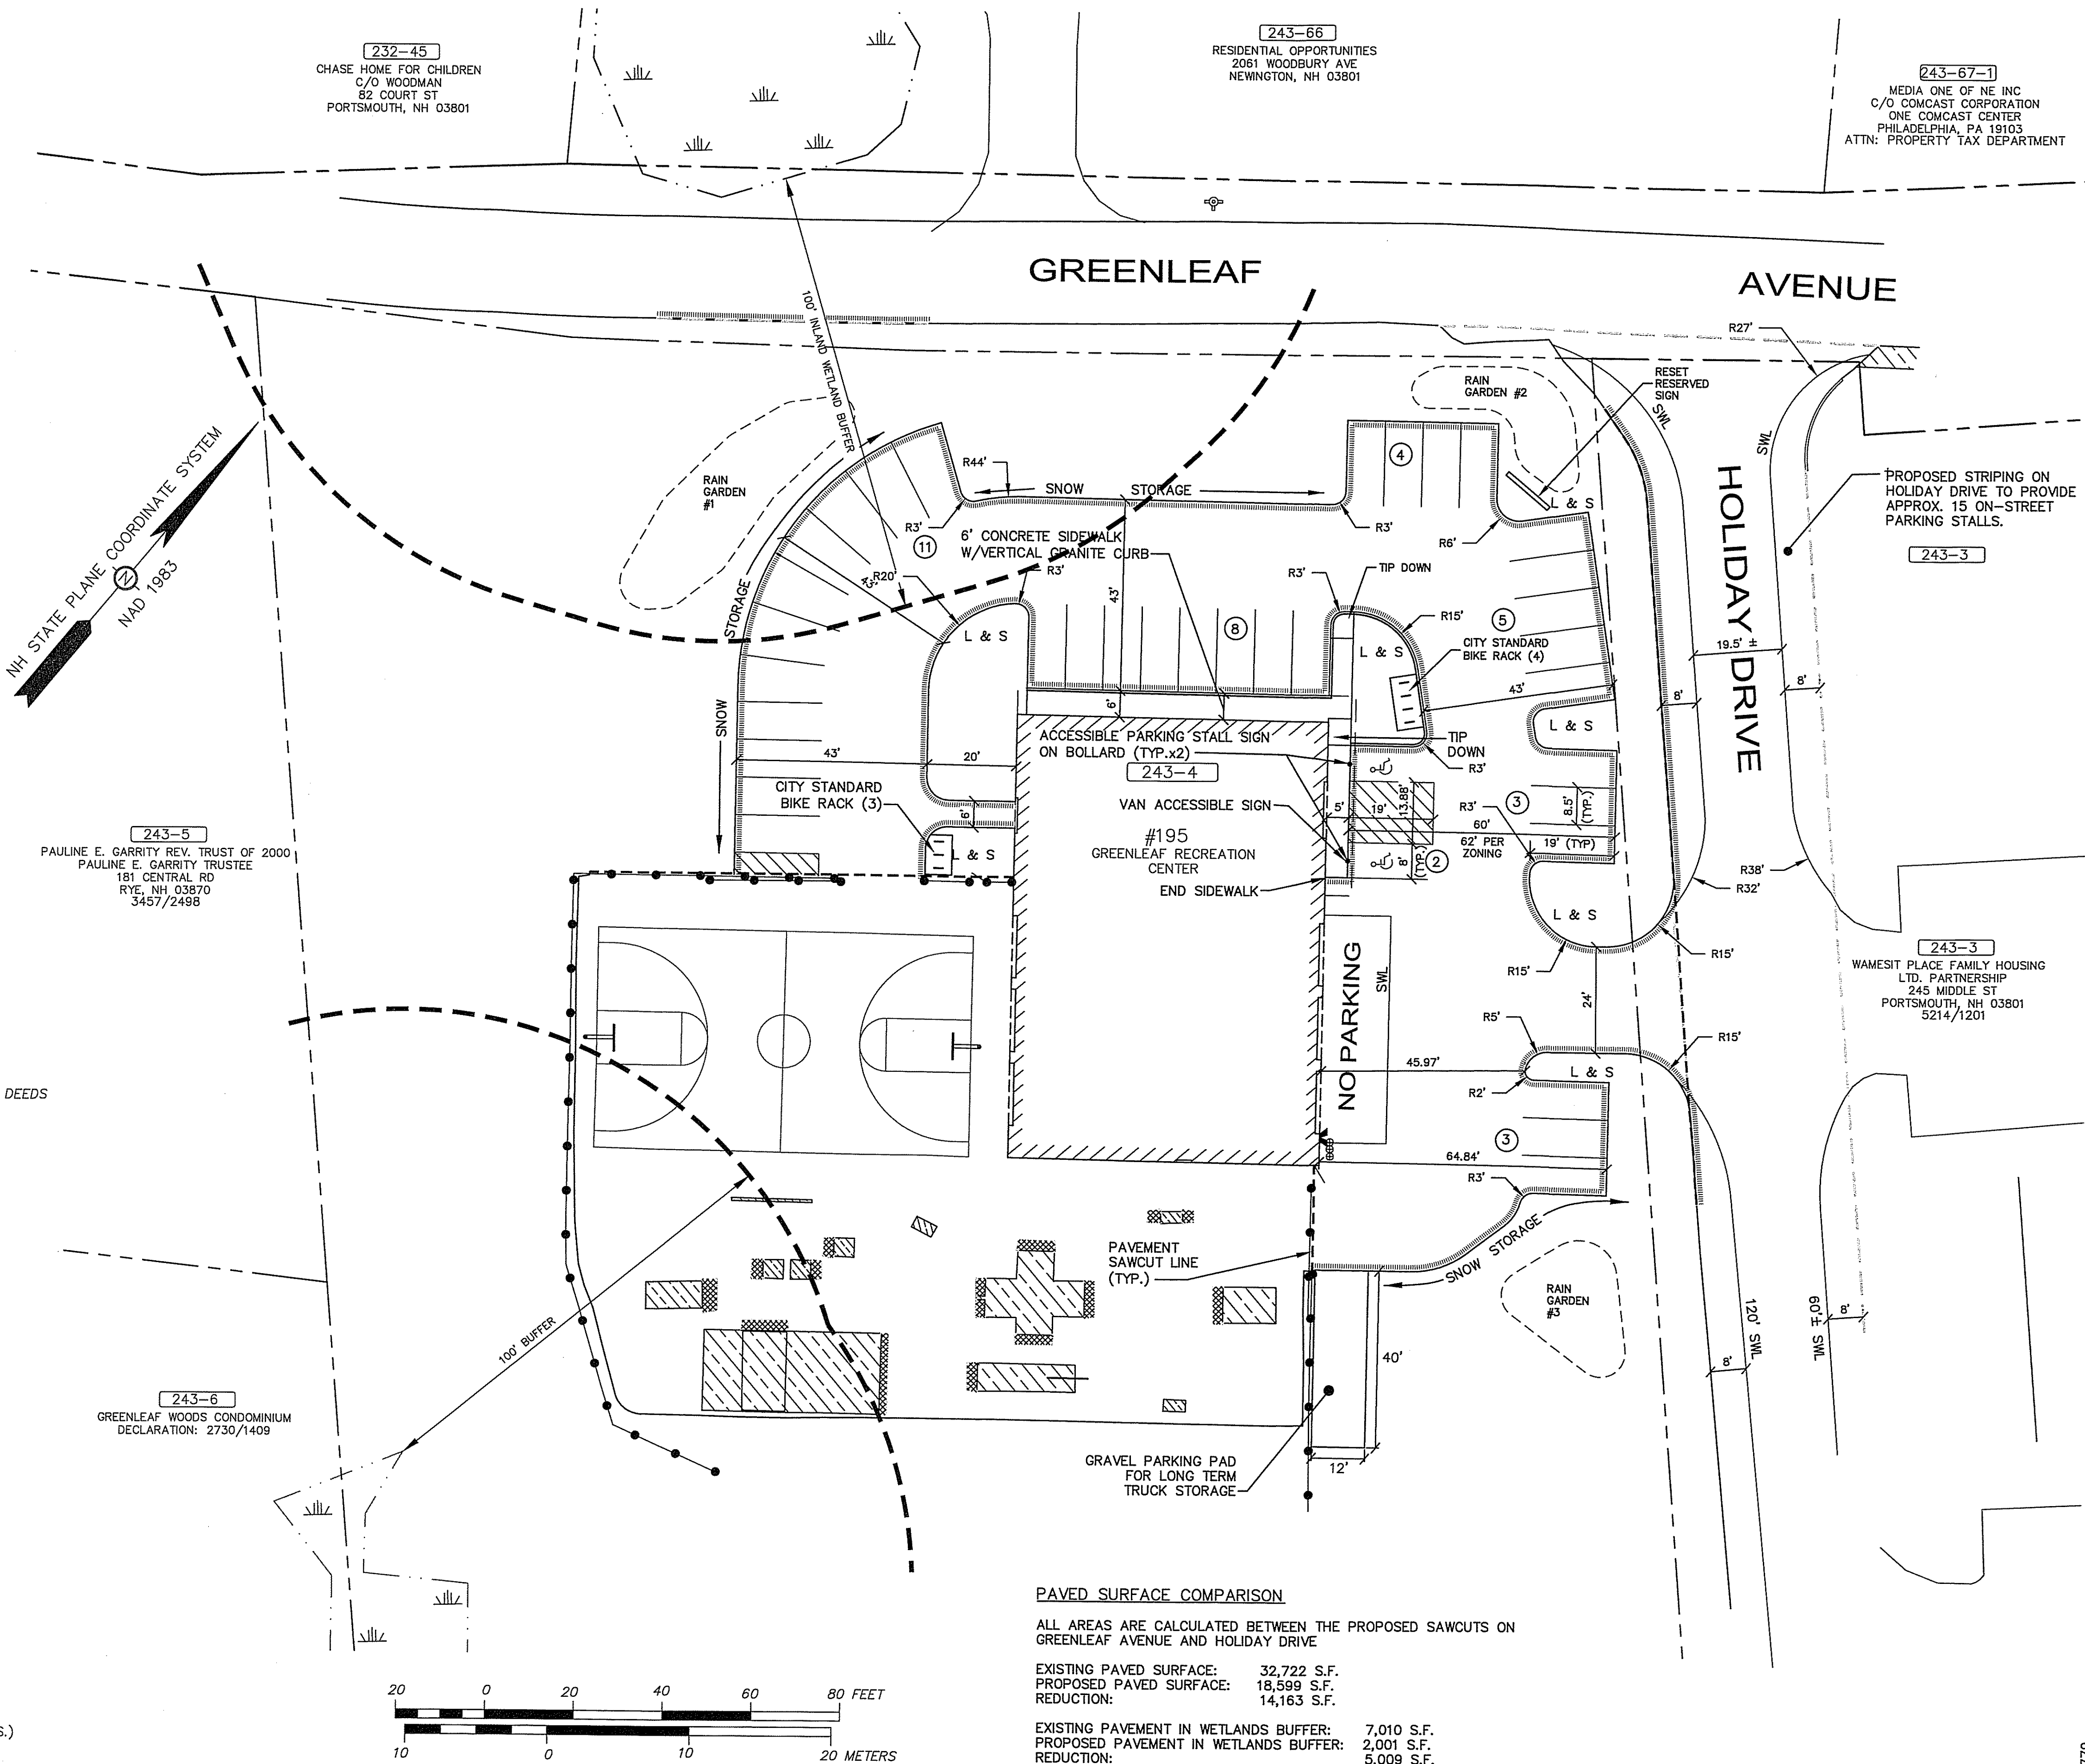 232-45
CHASE HOME FOR CHILDREN
C/O WOODMAN
82 COURT ST
PORTSMOUTH, NH 03801
243-66
RESIDENTIAL OPPORTUNITIES
2061 WOODBURY AVE
NEWINGTON, NH 03801
243-67-1
MEDIA ONE OF NE INC
C/O COMCAST CORPORATION
ONE COMCAST CENTER
PHILADELPHIA, PA 19103
ATTN: PROPERTY TAX DEPARTMENT
GREENLEAF AVENUE
100' INLAND WETLAND BUFFER
R27'
RESET
RESERVED
SIGN
RAIN
GARDEN #2
SWL
SWL
HOLIDAY DRIVE
PROPOSED STRIPING ON
HOLIDAY DRIVE TO PROVIDE
APPROX. 15 ON-STREET
PARKING STALLS.
243-3
NH STATE PLANE COORDINATE SYSTEM
N
NAD 1983
RAIN
GARDEN
#1
R44'
SNOW STORAGE
4
L & S
R3'
R3'
R6'
11
6' CONCRETE SIDEWALK
W/VERTICAL GRANITE CURB
R20'
43'
R3'
43'
R3'
TIP DOWN
R15'
5
SNOW STORAGE
L & S
8
L & S
CITY STANDARD
BIKE RACK (4)
19.5' ±
8'
8'
43'
6'
L & S
ACCESSIBLE PARKING STALL SIGN
ON BOLLARD (TYP.x2)
TIP
DOWN
R3'
243-4
43'
20'
CITY STANDARD
BIKE RACK (3)
6'
L & S
VAN ACCESSIBLE SIGN
5'
19'
13.88'
R3'
3
8.5'
(TYP.)
60'
62' PER
ZONING
19' (TYP)
8'
(TYP.)
2
#195
GREENLEAF RECREATION
CENTER
END SIDEWALK
R38'
R32'
L & S
R15'
R15'
243-5
PAULINE E. GARRITY REV. TRUST OF 2000
PAULINE E. GARRITY TRUSTEE
181 CENTRAL RD
RYE, NH 03870
3457/2498
243-3
WAMESIT PLACE FAMILY HOUSING
LTD. PARTNERSHIP
245 MIDDLE ST
PORTSMOUTH, NH 03801
5214/1201
NO PARKING
SWL
24'
R5'
R15'
45.97'
L & S
R2'
DEEDS
3
64.84'
R3'
PAVEMENT
SAWCUT LINE
(TYP.)
SNOW STORAGE
RAIN
GARDEN
#3
120' SWL
60'± SWL
8'
8'
100' BUFFER
40'
12'
243-6
GREENLEAF WOODS CONDOMINIUM
DECLARATION: 2730/1409
GRAVEL PARKING PAD
FOR LONG TERM
TRUCK STORAGE
PAVED SURFACE COMPARISON
ALL AREAS ARE CALCULATED BETWEEN THE PROPOSED SAWCUTS ON
GREENLEAF AVENUE AND HOLIDAY DRIVE
EXISTING PAVED SURFACE: 32,722 S.F.
PROPOSED PAVED SURFACE: 18,599 S.F.
REDUCTION: 14,163 S.F.
EXISTING PAVEMENT IN WETLANDS BUFFER: 7,010 S.F.
PROPOSED PAVEMENT IN WETLANDS BUFFER: 2,001 S.F.
REDUCTION: 5,009 S.F.
20 0 20 40 60 80 FEET
10 0 10 20 METERS
S.)